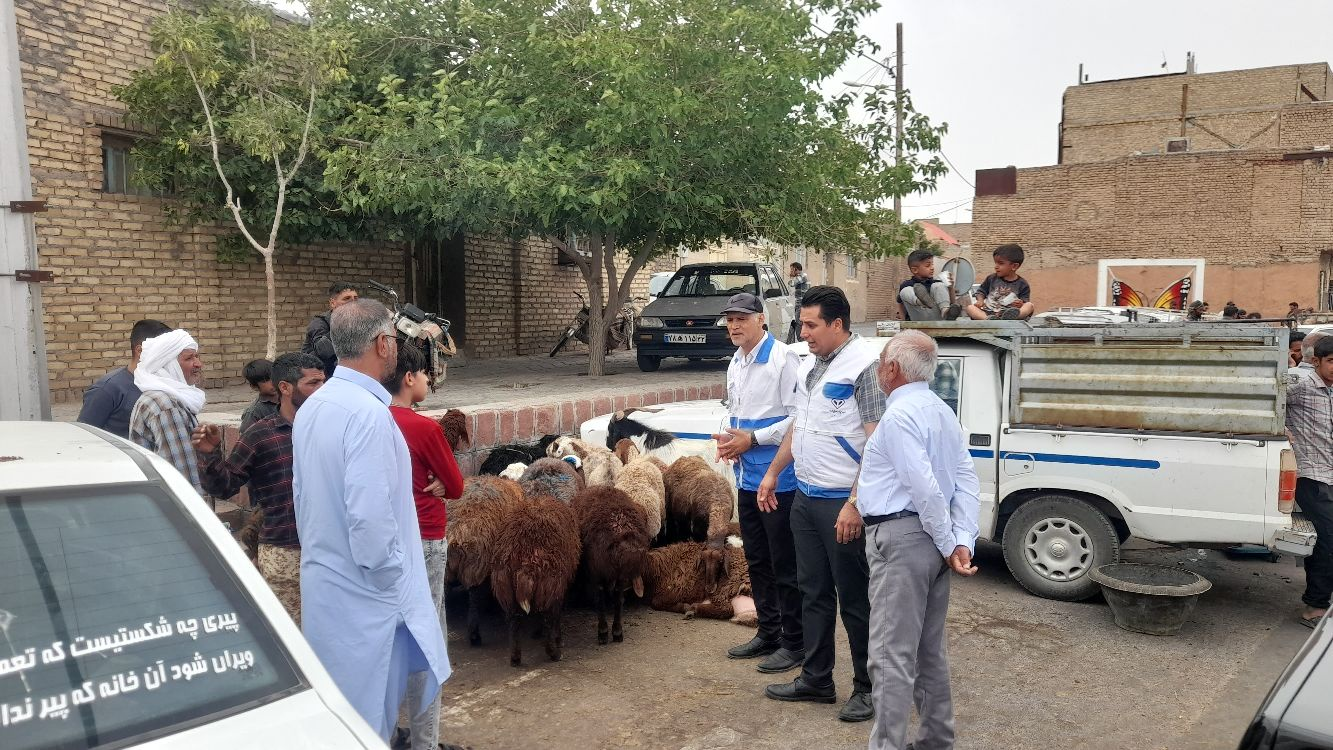 پیری چه شکستیست که تعم
ویران شود آن خانه که پیر ندا